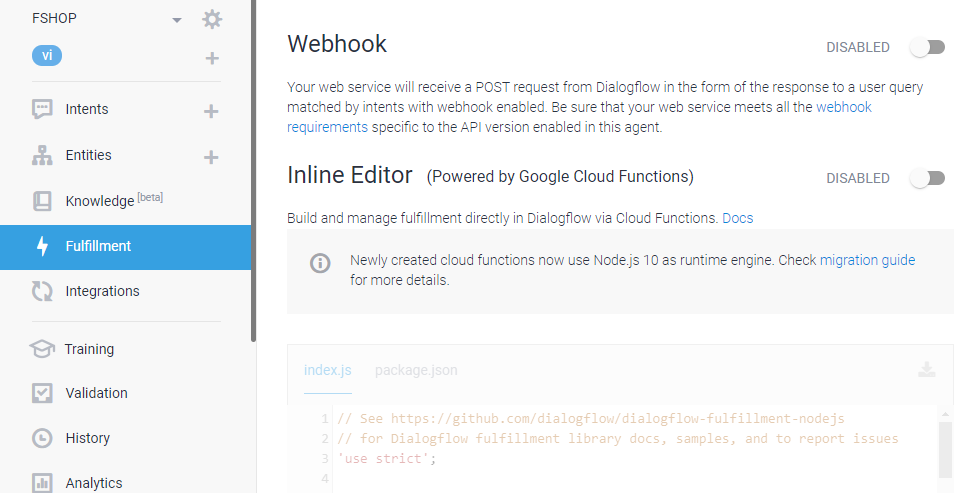 FSHOP
vi
Intents
Entities
Knowledge [beta]
Fulfillment
Integrations
Training
Validation
History
Analytics
Webhook
DISABLED
Your web service will receive a POST request from Dialogflow in the form of the response to a user query
matched by intents with webhook enabled. Be sure that your web service meets all the webhook
requirements specific to the API version enabled in this agent.
Inline Editor (Powered by Google Cloud Functions)
DISABLED
Build and manage fulfillment directly in Dialogflow via Cloud Functions. Docs
Newly created cloud functions now use Node.js 10 as runtime engine. Check migration guide
for more details.
index.js package.json
1 // See https://github.com/dialogflow/dialogflow-fulfillment-nodejs
2 // for Dialogflow fulfillment library docs, samples, and to report issues
3 'use strict';
4